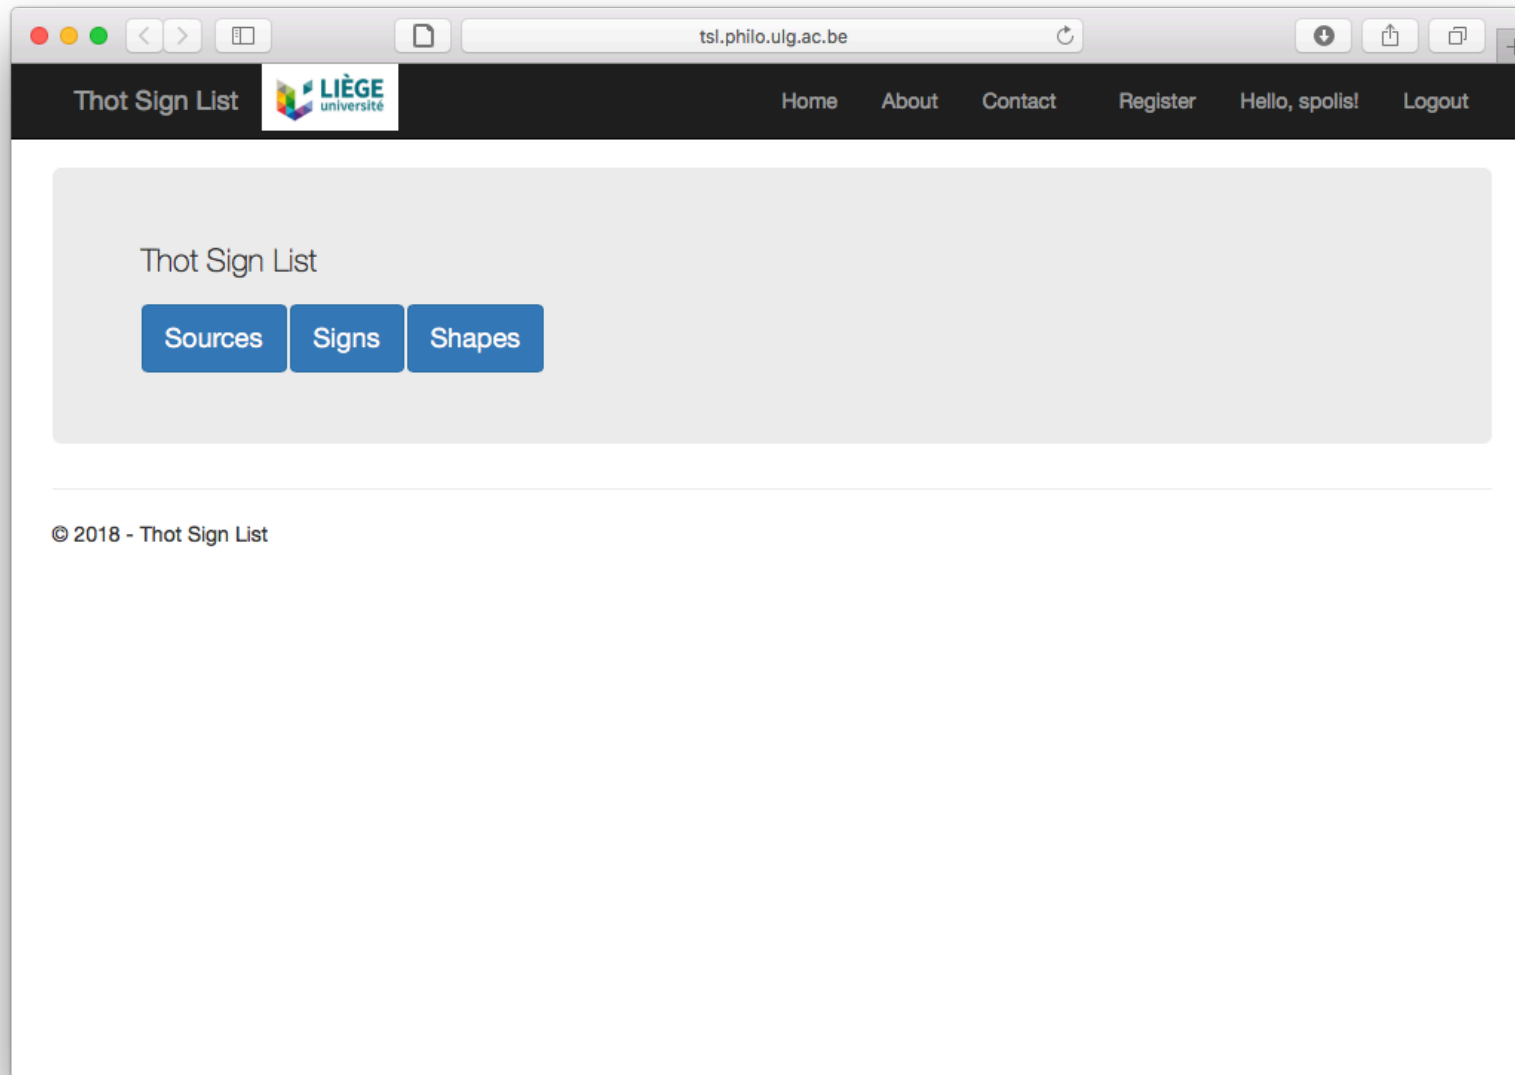 tsl.philo.ulg.ac.be
Thot Sign List LIÈGE université Home About Contact Register Hello, spolis! Logout
Thot Sign List
Sources Signs Shapes
© 2018 - Thot Sign List